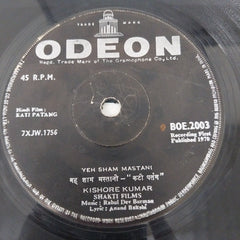 TRADE MARK
ODEON
Regd. Trade Mark of The Gramophone Co., Ltd.
45 R.P.M.
Hindi Film :
KATI PATANG
7XJW.1756
BOE.2003
Recording First
Published 1970
YEH SHAM MASTANI
यह शाम मस्तानी - "कटी पतंग"
KISHORE KUMAR
SHAKTI FILMS
Music : Rahul Dev Burman
Lyric : Anand Bakshi